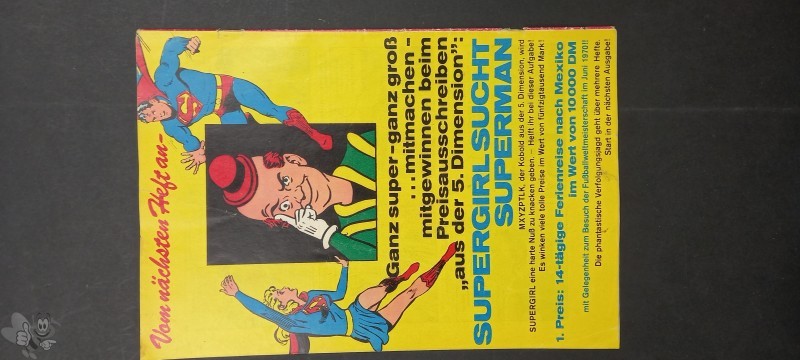 Vom nächsten Heft an-
Ganz super-ganz groß
...mitmachen-
mitgewinnen beim
Preisausschreiben
„aus der 5. Dimension":
SUPERGIRL SUCHT
SUPERMAN
MXYZPTLK, der Kobold aus der 5. Dimension, wird
SUPERGIRL eine harte Nuß zu knacken geben. - Helft ihr bei dieser Aufgabe!
Es winken viele tolle Preise im Wert von fünfzigtausend Mark!
1. Preis: 14-tägige Ferienreise nach Mexiko
im Wert von 10000 DM
mit Gelegenheit zum Besuch der Fußballweltmeisterschaft im Juni 1970!!
Die phantastische Verfolgungsjagd geht über mehrere Hefte.
Start in der nächsten Ausgabe!